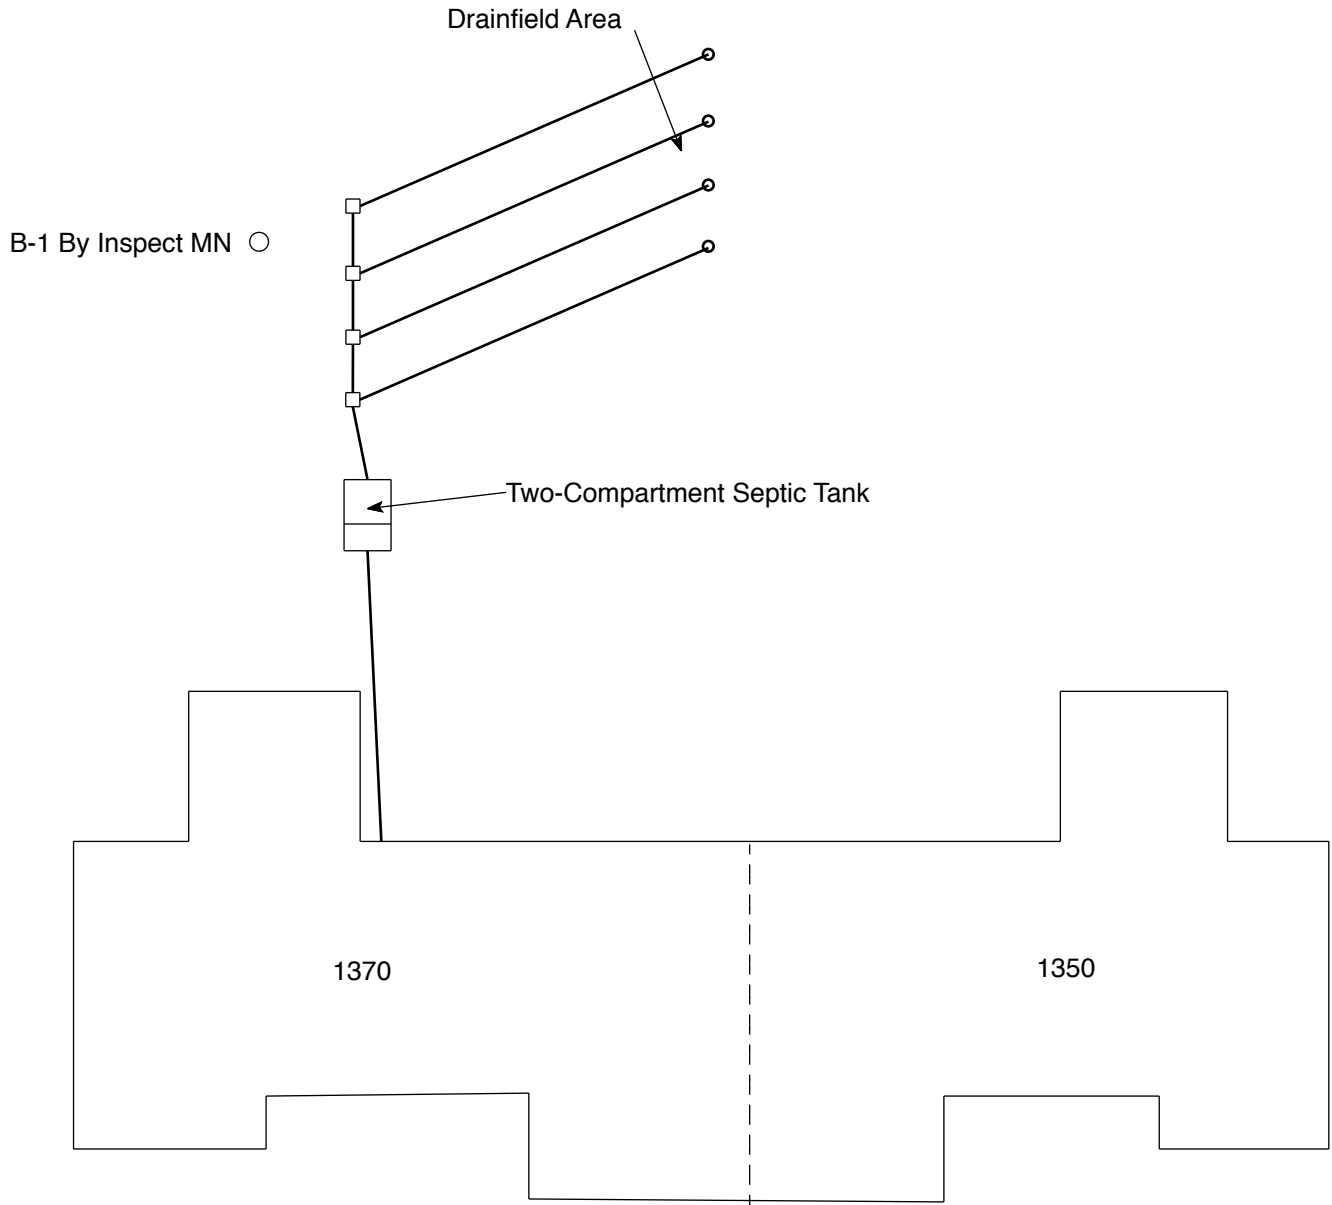 Drainfield Area
B-1 By Inspect MN
Two-Compartment Septic Tank
1370
1350